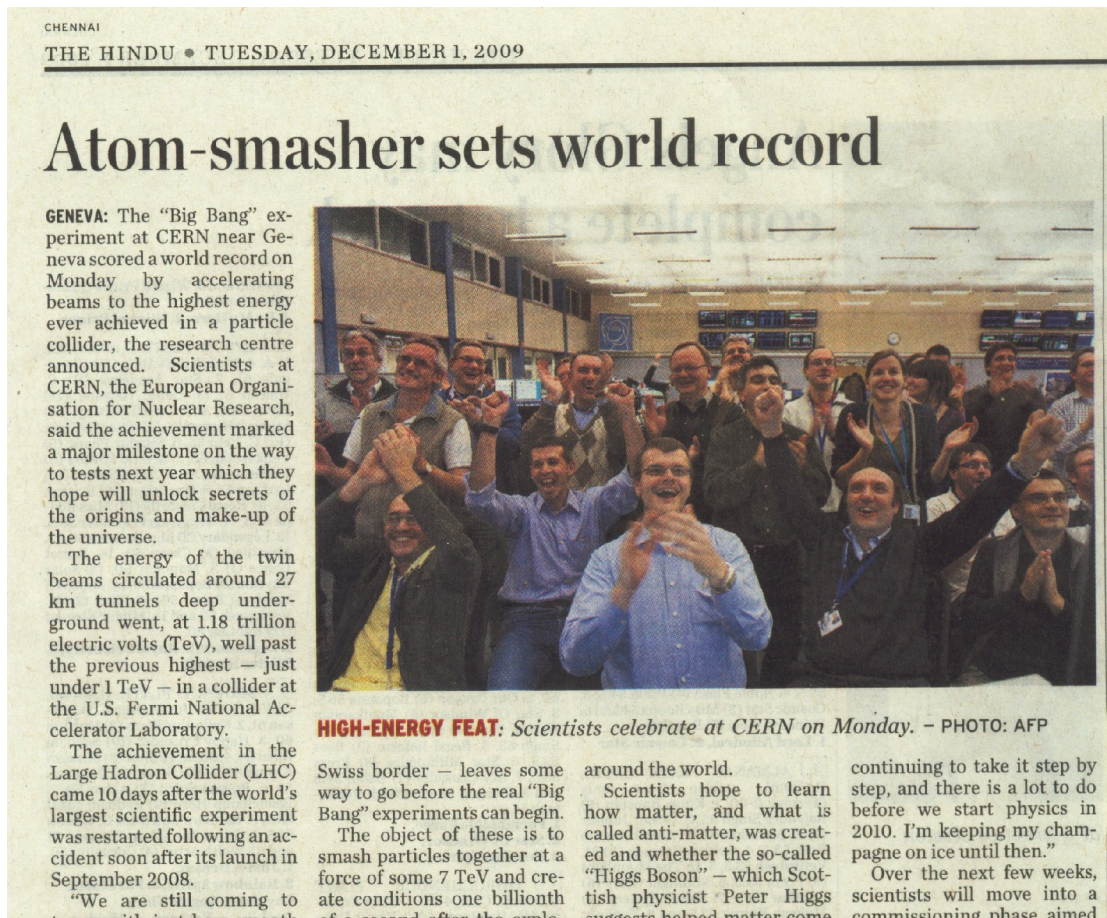 CHENNAI
THE HINDU ● TUESDAY, DECEMBER 1, 2009
Atom-smasher sets world record
GENEVA: The “Big Bang” ex-
periment at CERN near Ge-
neva scored a world record on
Monday by accelerating
beams to the highest energy
ever achieved in a particle
collider, the research centre
announced. Scientists at
CERN, the European Organi-
sation for Nuclear Research,
said the achievement marked
a major milestone on the way
to tests next year which they
hope will unlock secrets of
the origins and make-up of
the universe.
The energy of the twin
beams circulated around 27
km tunnels deep under-
ground went, at 1.18 trillion
electric volts (TeV), well past
the previous highest — just
under 1 TeV — in a collider at
the U.S. Fermi National Ac-
celerator Laboratory.
The achievement in the
Large Hadron Collider (LHC)
came 10 days after the world’s
largest scientific experiment
was restarted following an ac-
cident soon after its launch in
September 2008.
“We are still coming to
HIGH-ENERGY FEAT: Scientists celebrate at CERN on Monday. – PHOTO: AFP
Swiss border — leaves some
way to go before the real “Big
Bang” experiments can begin.
The object of these is to
smash particles together at a
force of some 7 TeV and cre-
ate conditions one billionth
of a second after the explo-
around the world.
Scientists hope to learn
how matter, and what is
called anti-matter, was creat-
ed and whether the so-called
“Higgs Boson” — which Scot-
tish physicist Peter Higgs
suggests helped matter come
continuing to take it step by
step, and there is a lot to do
before we start physics in
2010. I’m keeping my cham-
pagne on ice until then.”
Over the next few weeks,
scientists will move into a
commissioning phase aimed